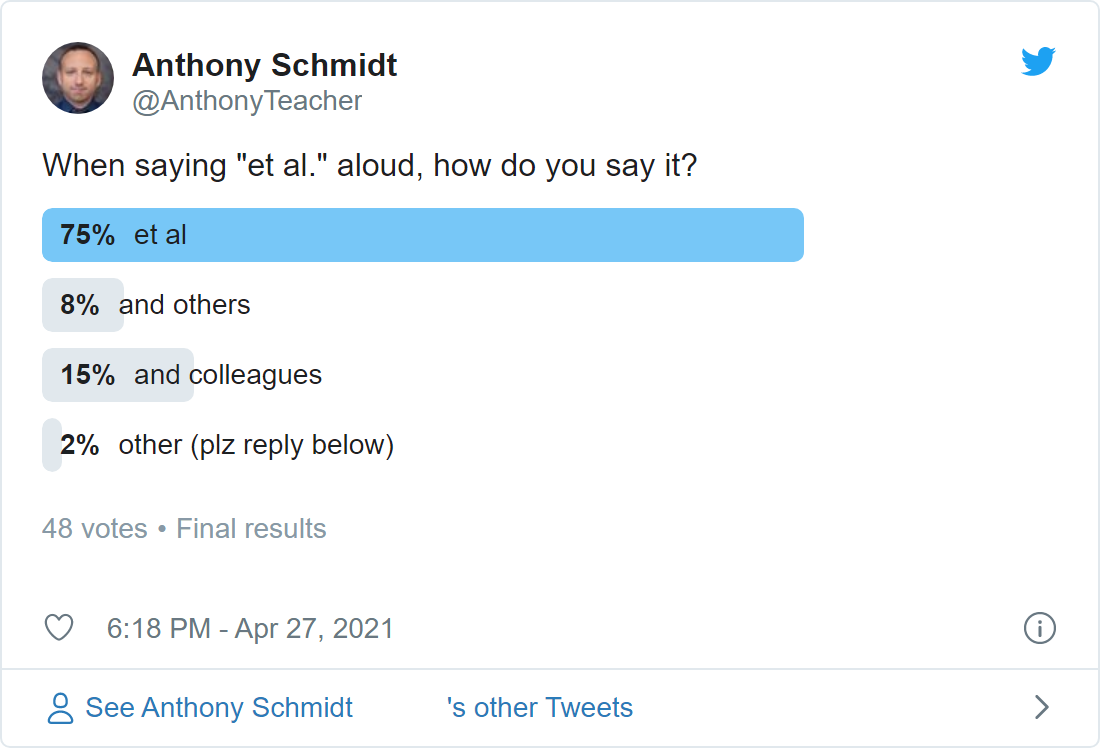 Anthony Schmidt
@AnthonyTeacher
When saying "et al." aloud, how do you say it?
75% et al
8% and others
15% and colleagues
2% other (plz reply below)
48 votes • Final results
6:18 PM - Apr 27, 2021
See Anthony Schmidt 's other Tweets